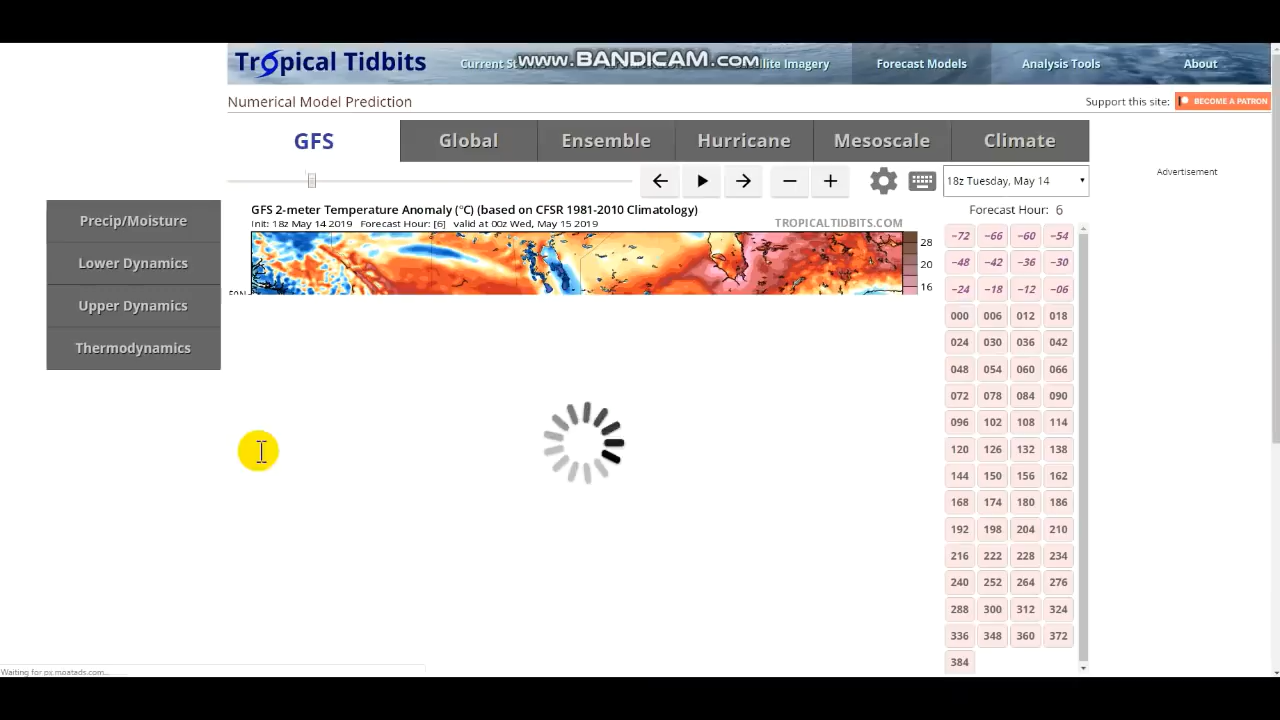 Tropical Tidbits
www.BANDICAM.com
Forecast Models
Analysis Tools
About
Numerical Model Prediction
Support this site:
BECOME A PATRON
GFS
Global
Ensemble
Hurricane
Mesoscale
Climate
18z Tuesday, May 14
Advertisement
Forecast Hour: 6
Precip/Moisture
Lower Dynamics
Upper Dynamics
Thermodynamics
GFS 2-meter Temperature Anomaly (°C) (based on CFSR 1981-2010 Climatology)
Init: 18z May 14 2019 Forecast Hour: [6] valid at 00z Wed, May 15 2019
TROPICALTIDBITS.COM
28
20
16
−72 −66 −60 −54
−48 −42 −36 −30
−24 −18 −12 −06
000 006 012 018
024 030 036 042
048 054 060 066
072 078 084 090
096 102 108 114
120 126 132 138
144 150 156 162
168 174 180 186
192 198 204 210
216 222 228 234
240 252 264 276
288 300 312 324
336 348 360 372
384
Waiting for px.moatads.com...